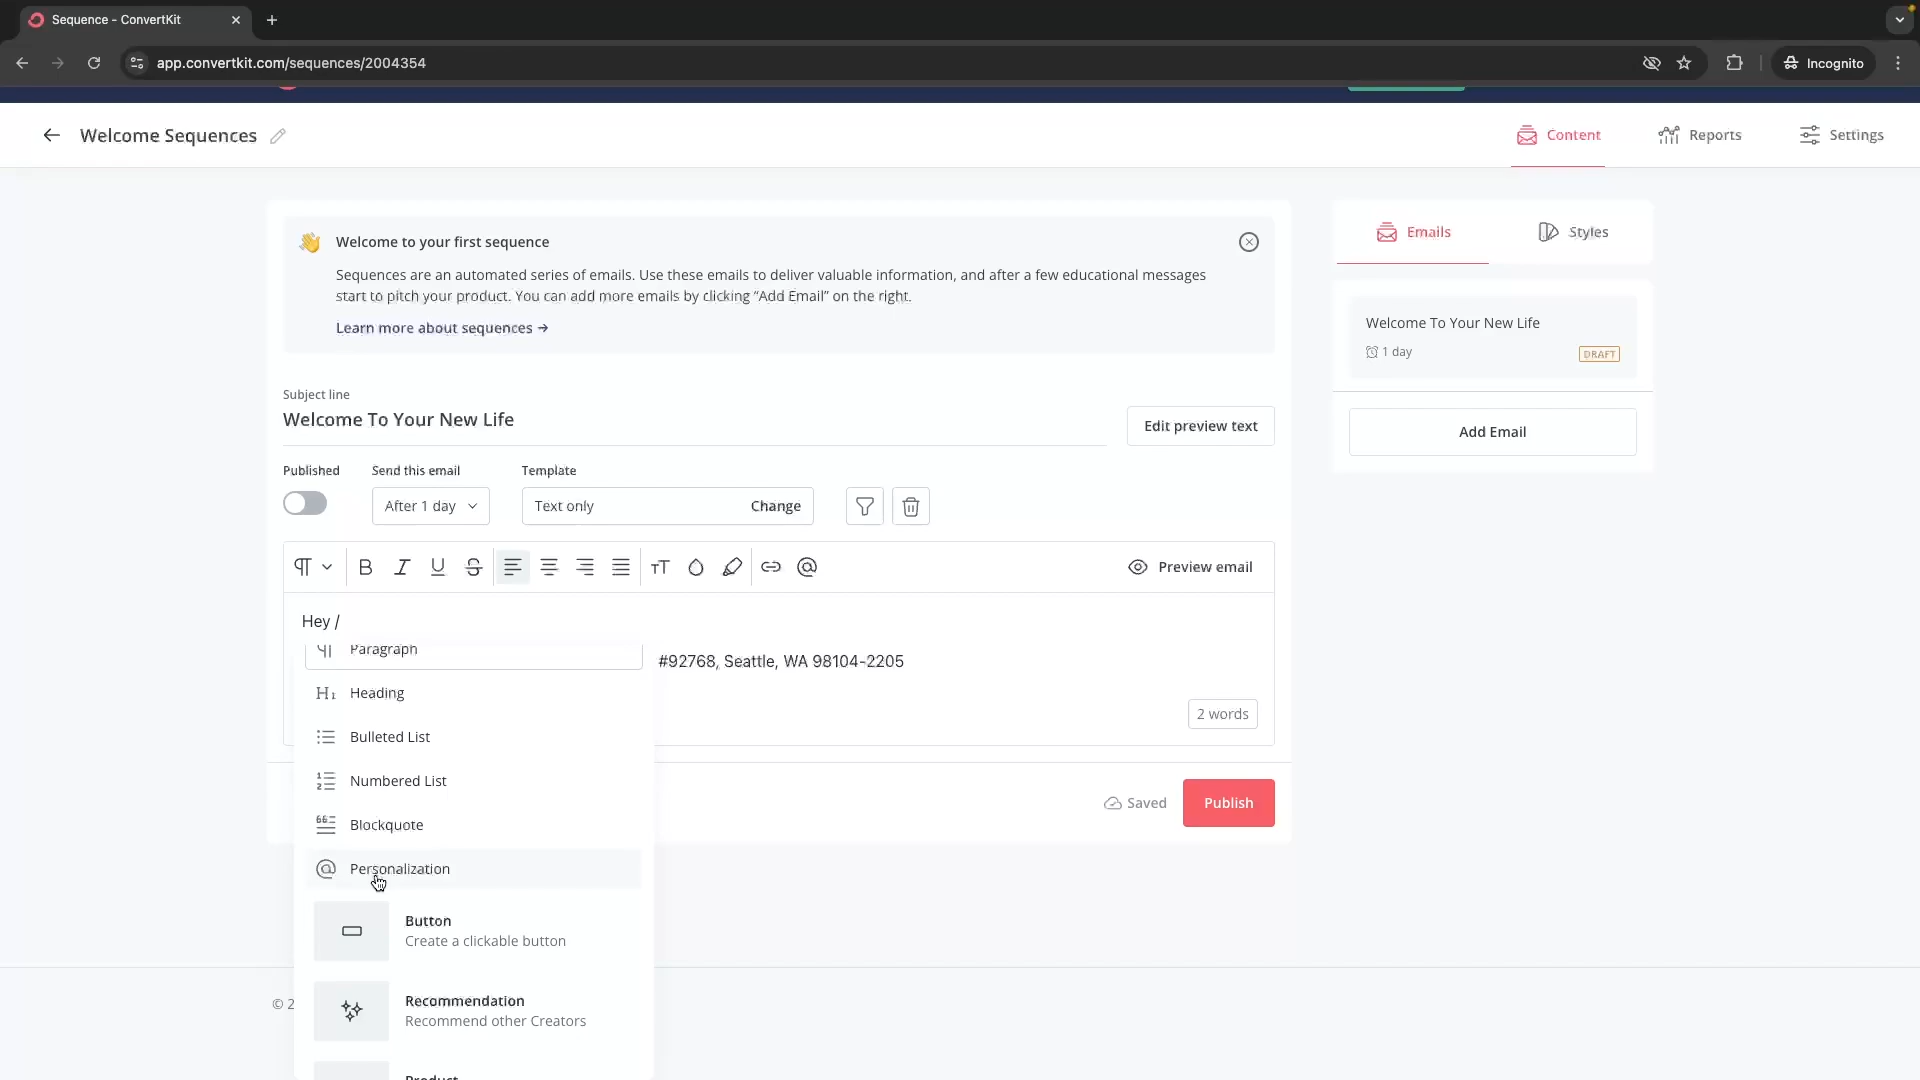 Sequence - ConvertKit
app.convertkit.com/sequences/2004354
Incognito
Welcome Sequences
Content
Reports
Settings
Welcome to your first sequence
Sequences are an automated series of emails. Use these emails to deliver valuable information, and after a few educational messages
start to pitch your product. You can add more emails by clicking “Add Email” on the right.
Learn more about sequences →
Emails
Styles
Welcome To Your New Life
1 day
DRAFT
Add Email
Subject line
Welcome To Your New Life
Edit preview text
Published
Send this email
Template
After 1 day
Text only
Change
Preview email
Hey /
#92768, Seattle, WA 98104-2205
2 words
Paragraph
Heading
Bulleted List
Numbered List
Blockquote
Personalization
Button
Create a clickable button
Recommendation
Recommend other Creators
Product
Saved
Publish
© 2